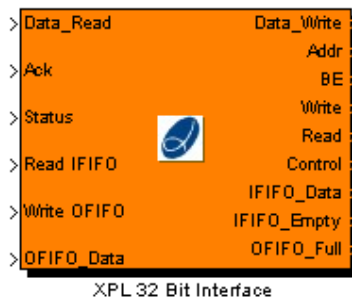 Data_Read
Data_Write
Addr
Ack
BE
Write
Status
Read
Read IFIFO
Control
IFIFO_Data
Write OFIFO
IFIFO_Empty
OFIFO_Full
OFIFO_Data
XPL 32 Bit Interface